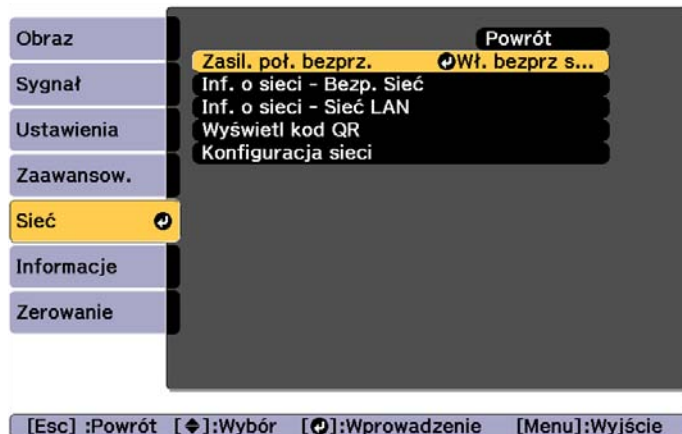 Obraz
Sygnał
Ustawienia
Zaawansow.
Sieć
Informacje
Zerowanie
Powrót
Zasil. poł. bezprz. Wł. bezprz s...
Inf. o sieci - Bezp. Sieć
Inf. o sieci - Sieć LAN
Wyświetl kod QR
Konfiguracja sieci
[Esc] :Powrót [◆]:Wybór [↵]:Wprowadzenie [Menu]:Wyjście